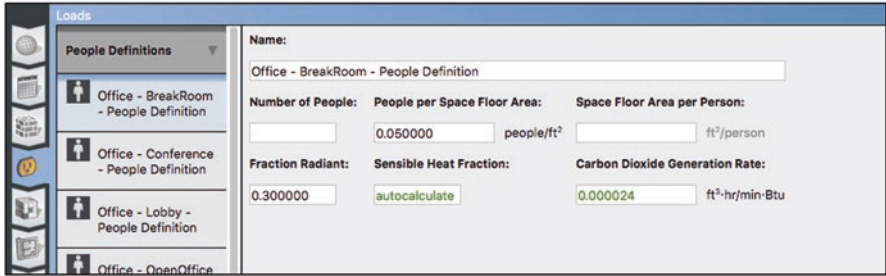 Loads
People Definitions
Office - BreakRoom
- People Definition
Office - Conference
- People Definition
Office - Lobby -
People Definition
Office - OpenOffice
Name:
Office - BreakRoom - People Definition
Number of People: People per Space Floor Area: Space Floor Area per Person:
0.050000 people/ft² ft²/person
Fraction Radiant: Sensible Heat Fraction: Carbon Dioxide Generation Rate:
0.300000 autocalculate 0.000024 ft³·hr/min·Btu